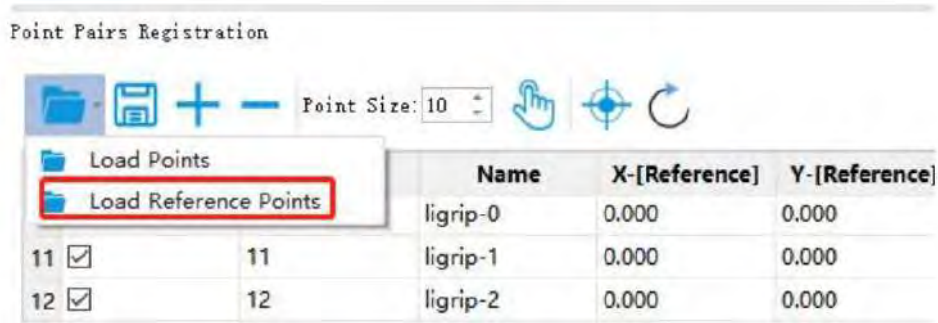 Point Pairs Registration
Point Size: 10
Load Points
Load Reference Points
Name X-[Reference] Y-[Reference]
ligrip-0 0.000 0.000
11 11 ligrip-1 0.000 0.000
12 12 ligrip-2 0.000 0.000